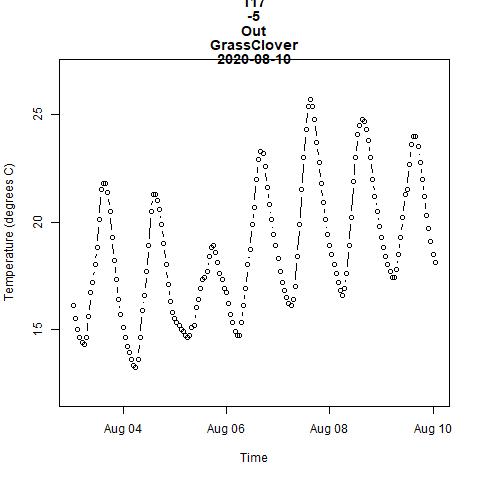 117
-5
Out
GrassClover
2020-08-10
Temperature (degrees C)
25
20
15
Aug 04
Aug 06
Aug 08
Aug 10
Time